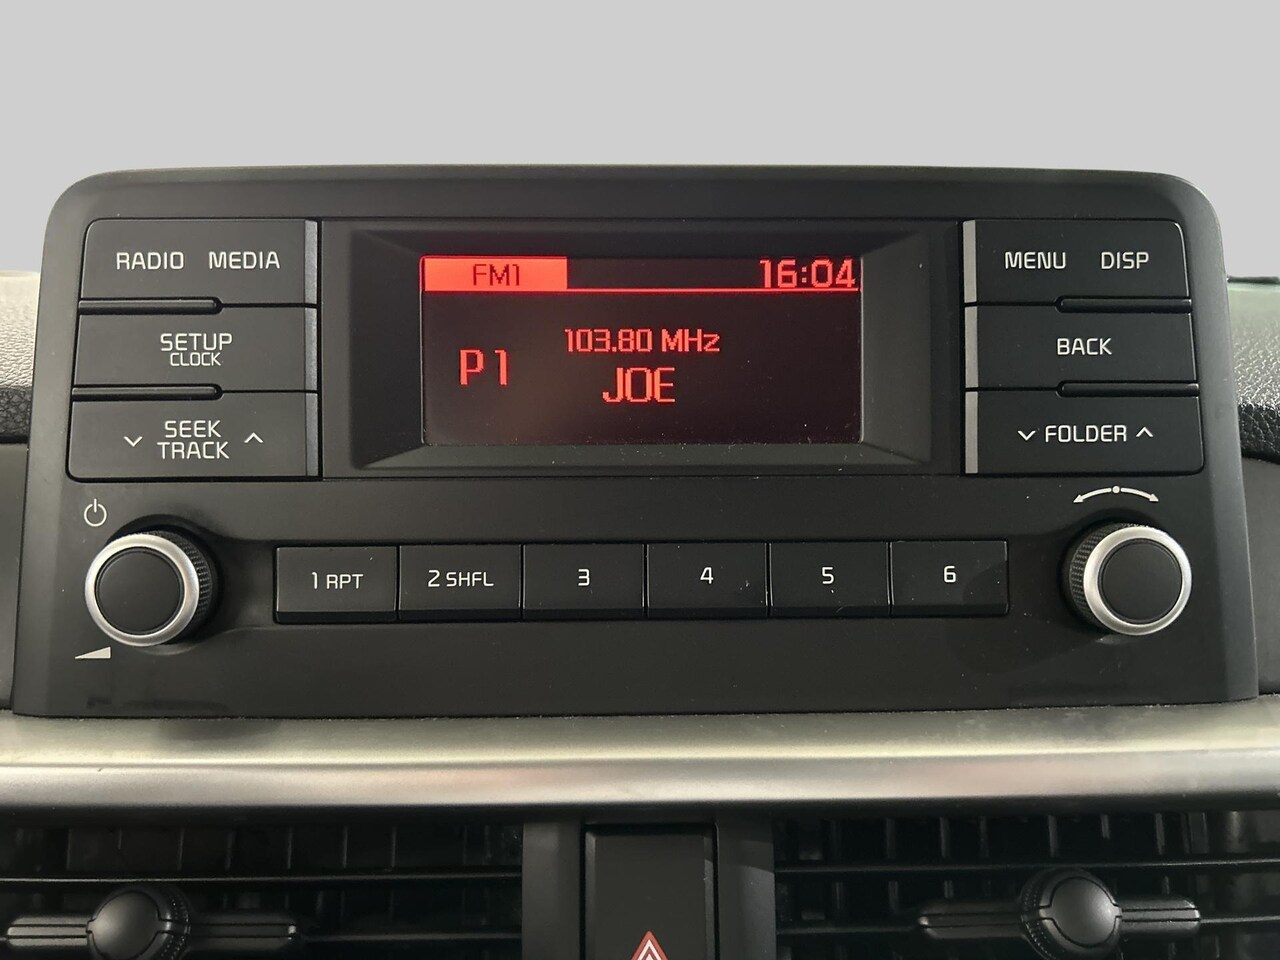 RADIO MEDIA
SETUP
CLOCK
SEEK
TRACK
FM1 16:04
103.80 MHz
P1
JOE
MENU DISP
BACK
FOLDER
1 RPT 2 SHFL 3 4 5 6